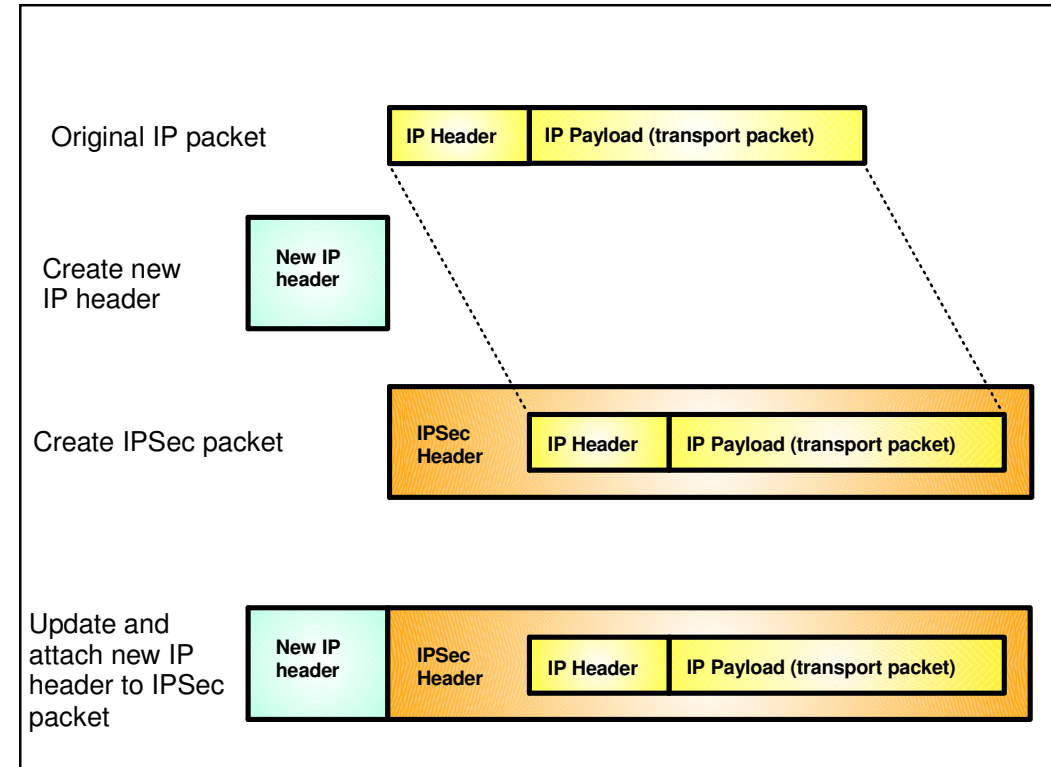 Original IP packet
IP Header
IP Payload (transport packet)
Create new
IP header
New IP
header
Create IPSec packet
IPSec
Header
IP Header
IP Payload (transport packet)
Update and
attach new IP
header to IPSec
packet
New IP
header
IPSec
Header
IP Header
IP Payload (transport packet)